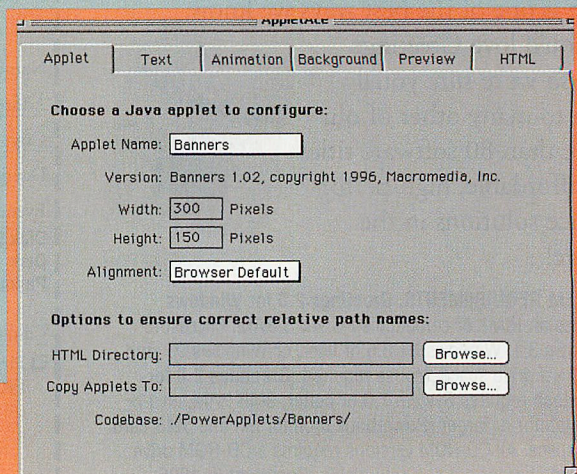 AppletAce
Applet Text Animation Background Preview HTML
Choose a Java applet to configure:
Applet Name: Banners
Version: Banners 1.02, copyright 1996, Macromedia, Inc.
Width: 300 Pixels
Height: 150 Pixels
Alignment: Browser Default
Options to ensure correct relative path names:
HTML Directory: Browse...
Copy Applets To: Browse...
Codebase: ./PowerApplets/Banners/